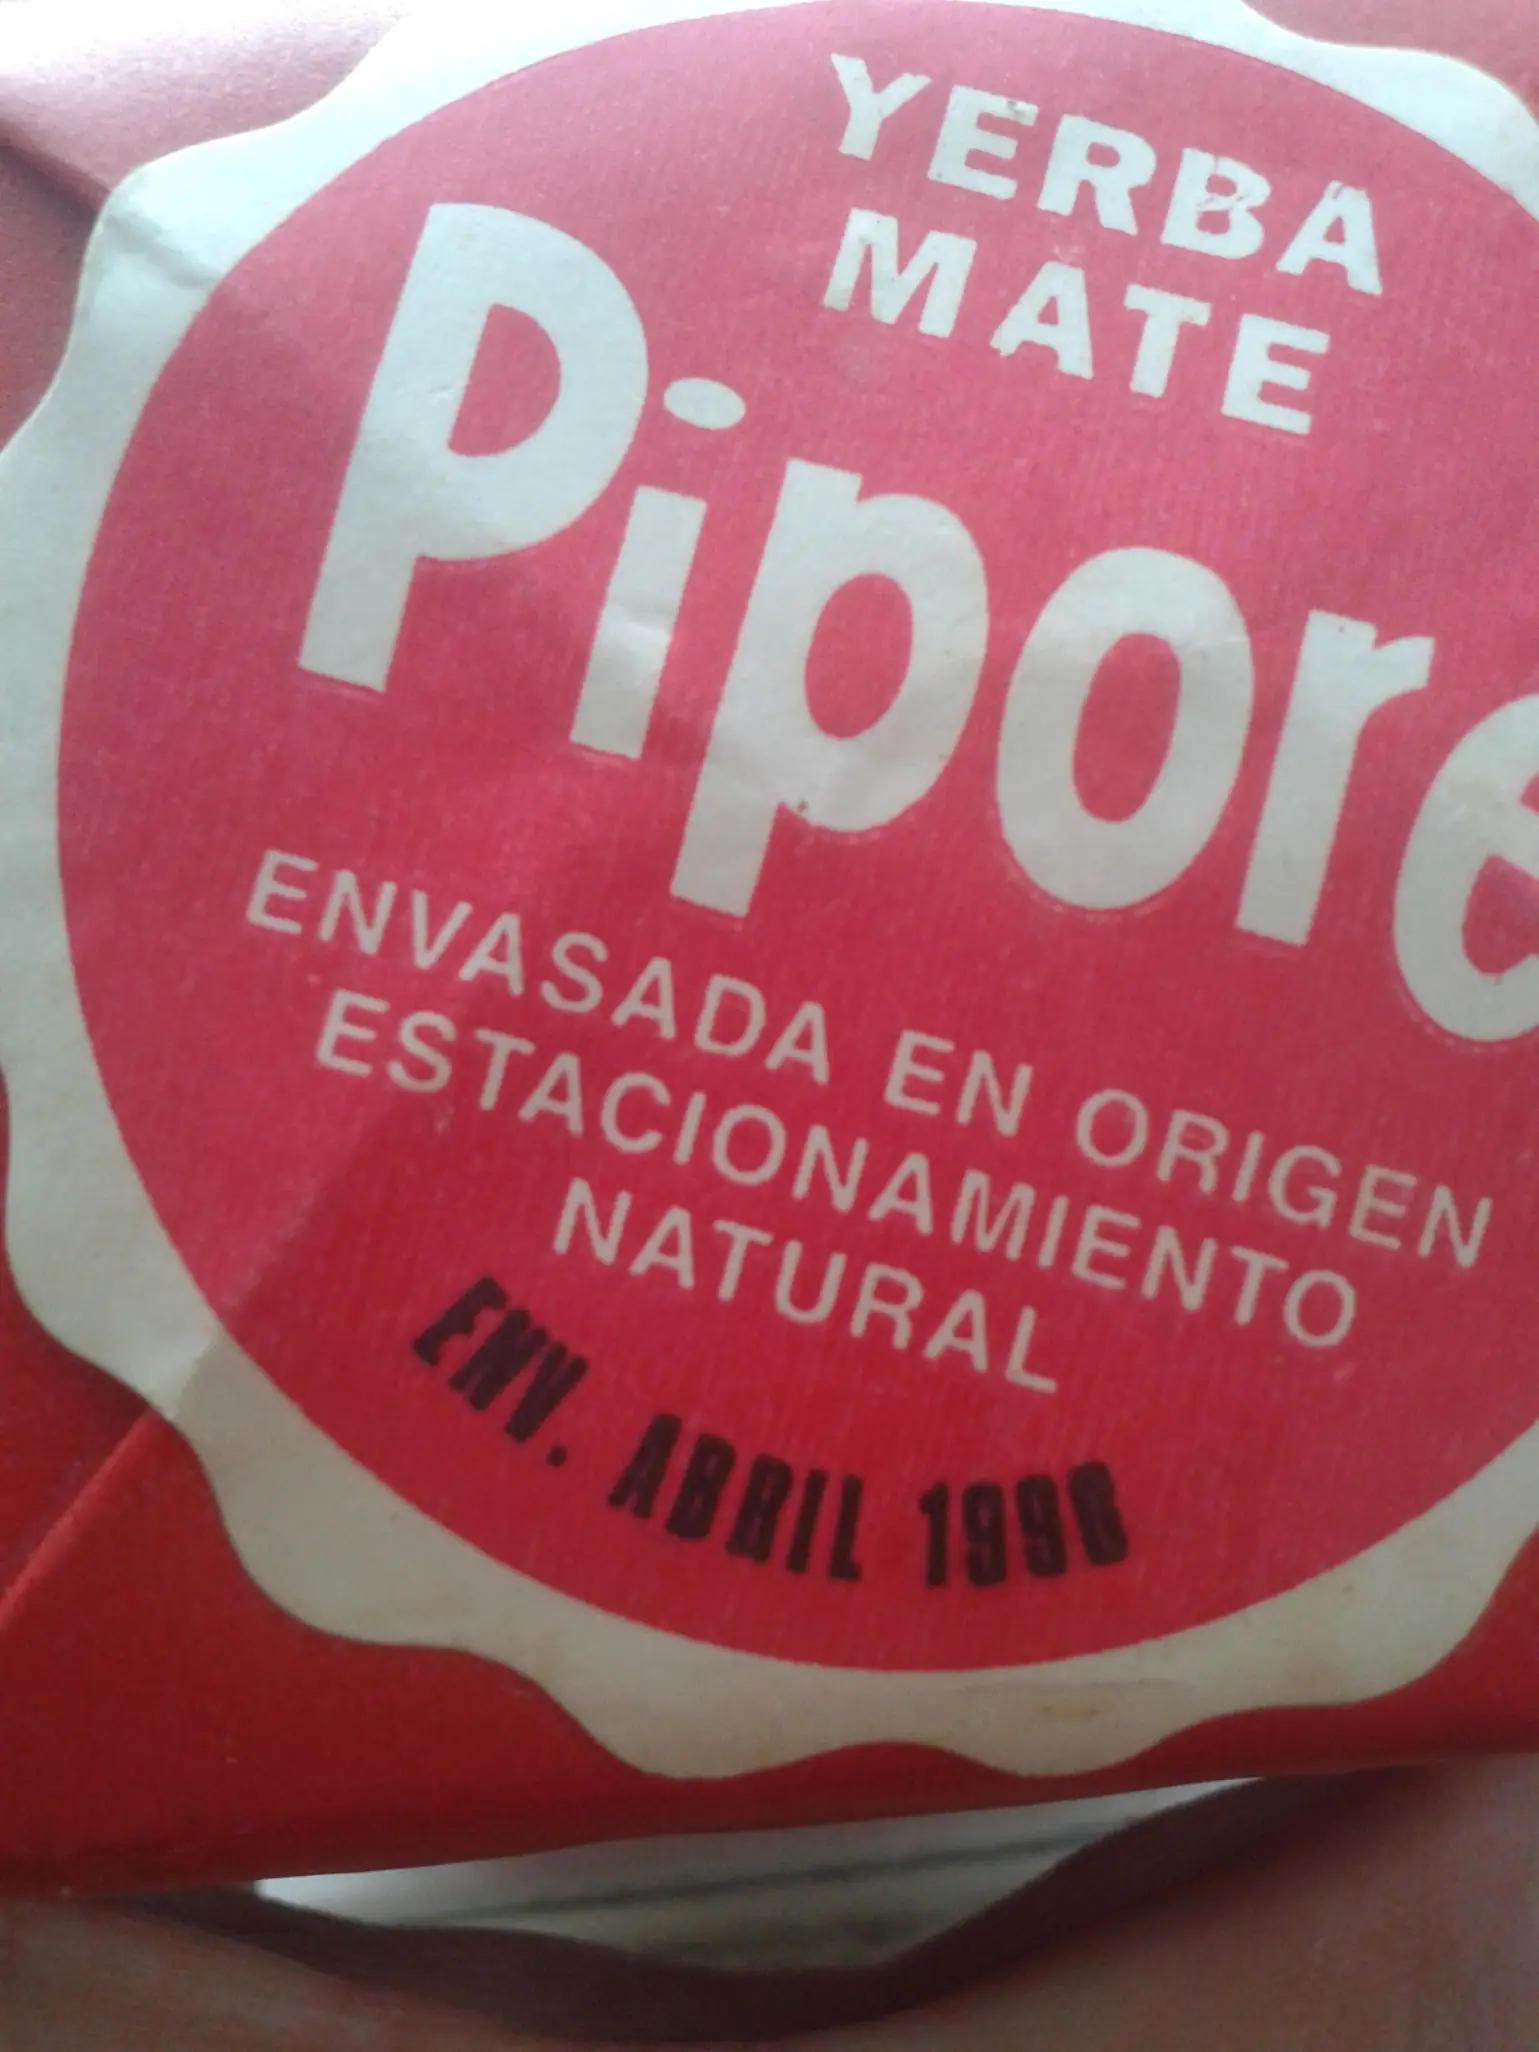 YERBA
MATE
Pipore
ENVASADA EN ORIGEN
ESTACIONAMIENTO
NATURAL
ENV. ABRIL 1998